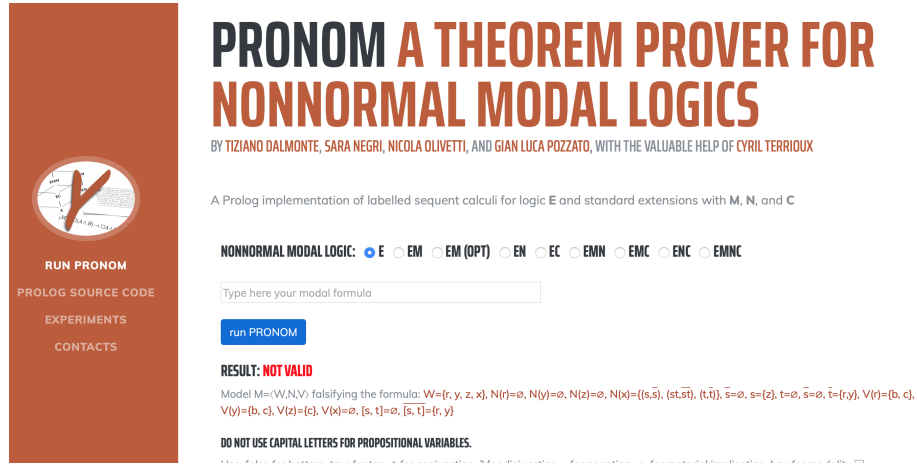 PRONOM A THEOREM PROVER FOR
NONNORMAL MODAL LOGICS
BY TIZIANO DALMONTE, SARA NEGRI, NICOLA OLIVETTI, AND GIAN LUCA POZZATO, WITH THE VALUABLE HELP OF CYRIL TERRIOUX
A Prolog implementation of labelled sequent calculi for logic E and standard extensions with M, N, and C
RUN PRONOM
PROLOG SOURCE CODE
EXPERIMENTS
CONTACTS
NONNORMAL MODAL LOGIC: E EM EM (OPT) EN EC EMN EMC ENC EMNC
Type here your modal formula
run PRONOM
RESULT: NOT VALID
Model M=⟨W,N,V⟩ falsifying the formula: W={r, y, z, x}, N(r)=∅, N(y)=∅, N(z)=∅, N(x)={(s,s̅), (st,s̅t̅), (t,t̅)}, s̅=∅, s={z}, t=∅, s̅=∅, t̅={r,y}, V(r)={b, c},
V(y)={b, c}, V(z)={c}, V(x)=∅, [s, t]=∅, [s, t]={r, y}
DO NOT USE CAPITAL LETTERS FOR PROPOSITIONAL VARIABLES.